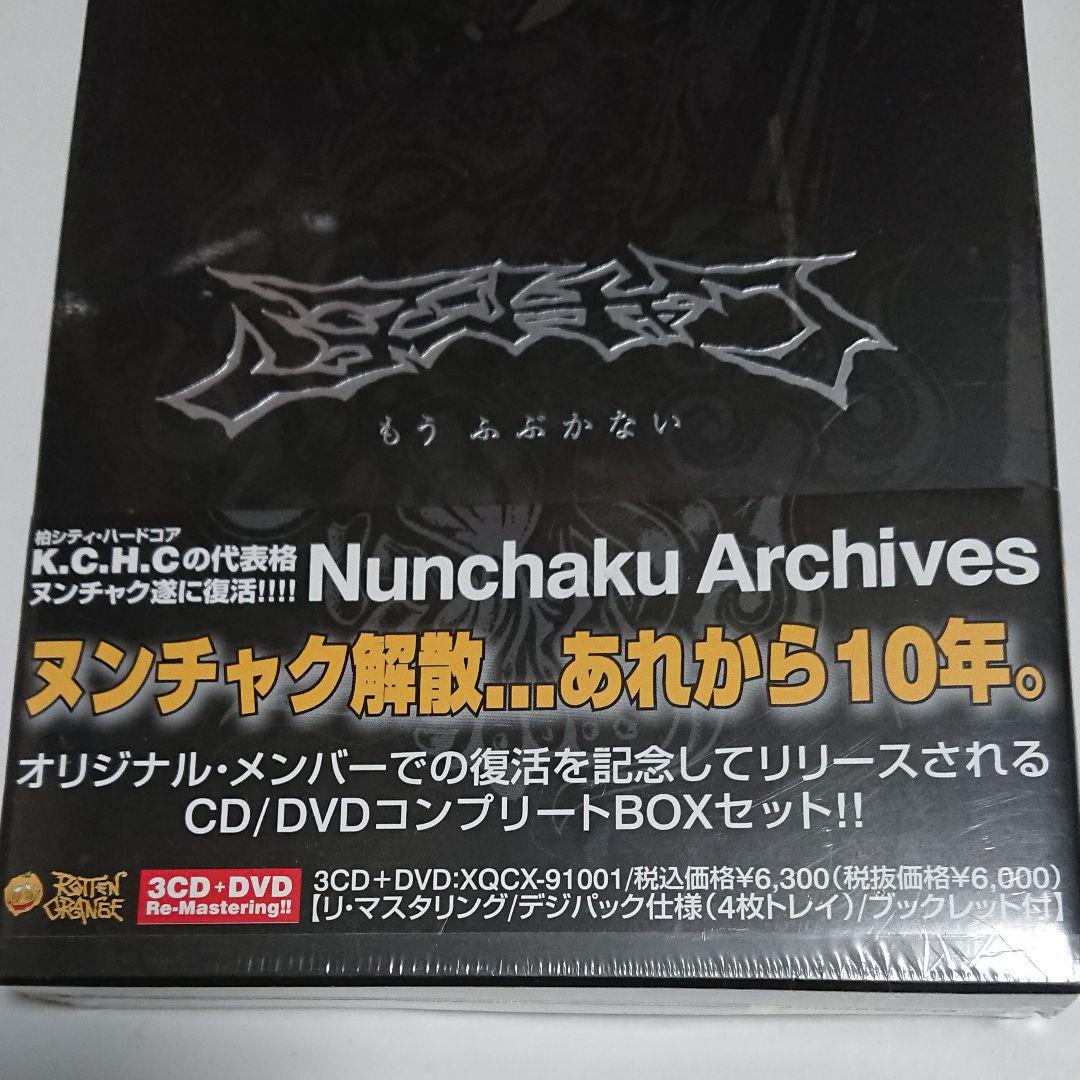 ヌンチャク
もうふぶかない
柏シティ・ハードコア
K.C.H.Cの代表格
ヌンチャク遂に復活!!!!
Nunchaku Archives
ヌンチャク解散...あれから10年。
オリジナル・メンバーでの復活を記念してリリースされる
CD/DVDコンプリートBOXセット!!
ROTTEN ORANGE
3CD+DVD
Re-Mastering!!
3CD+DVD:XQCX-91001/税込価格¥6,300(税抜価格¥6,000)
【リ・マスタリング/デジパック仕様(4枚トレイ)/ブックレット付】